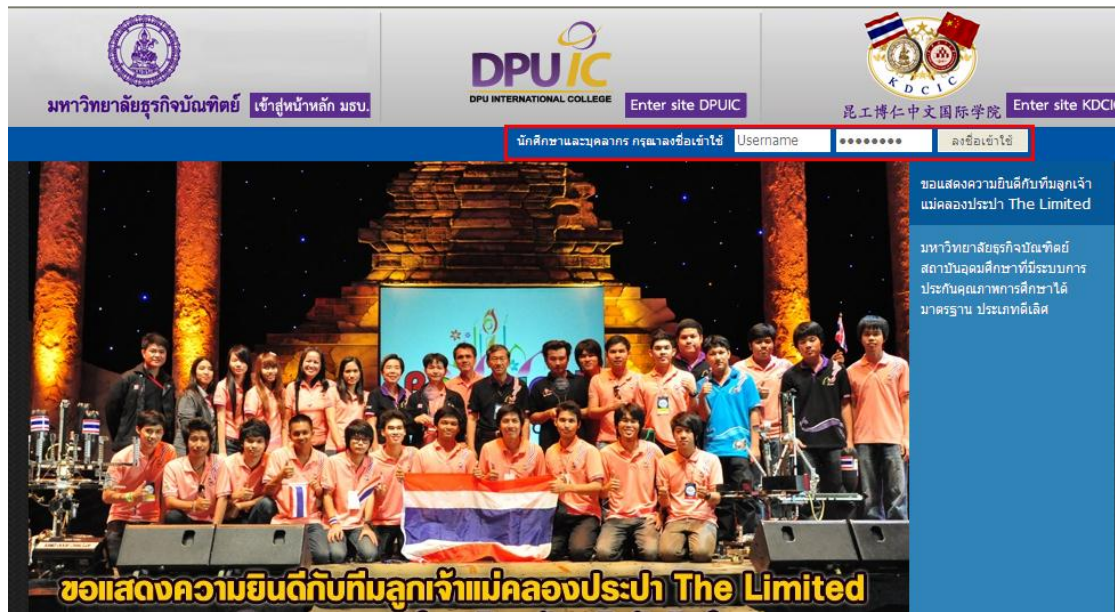 มหาวิทยาลัยธุรกิจบัณฑิตย์
เข้าสู่หน้าหลัก มธบ.
DPU IC
DPU INTERNATIONAL COLLEGE
Enter site DPUIC
KDCIC
昆工博仁中文国际学院
Enter site KDCI
นักศึกษาและบุคลากร กรุณาลงชื่อเข้าใช้
Username
••••••••
ลงชื่อเข้าใช้
ขอแสดงความยินดีกับทีมลูกเจ้า
แม่คลองประปา The Limited
มหาวิทยาลัยธุรกิจบัณฑิตย์
สถาบันอุดมศึกษาที่มีระบบการ
ประกันคุณภาพการศึกษาได้
มาตรฐาน ประเภทดีเลิศ
ขอแสดงความยินดีกับทีมลูกเจ้าแม่คลองประปา The Limited